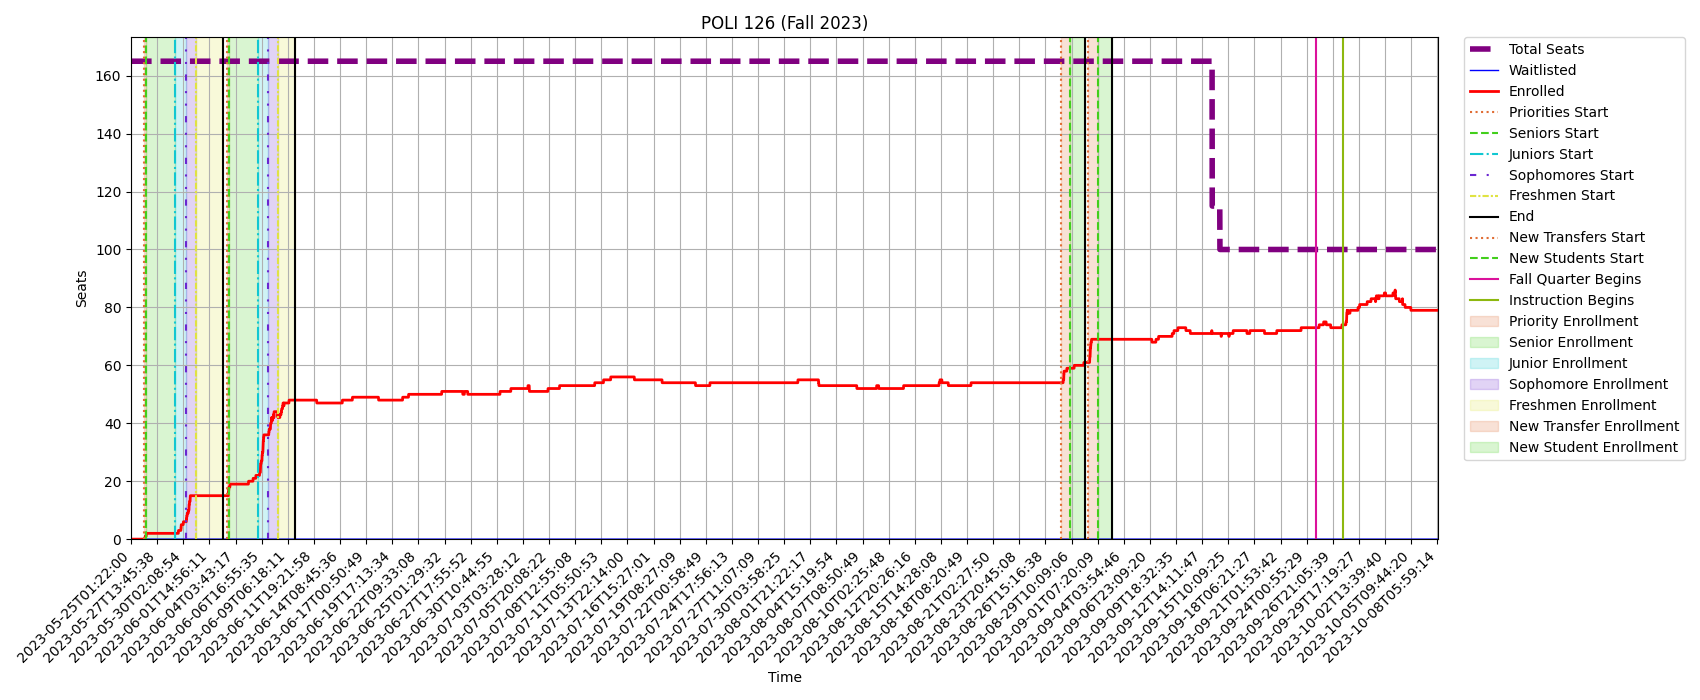 POLI 126 (Fall 2023)
Seats
160
140
120
100
80
60
40
20
0
2023-05-25T01:22:00
2023-05-27T13:45:38
2023-05-30T02:08:54
2023-06-01T14:56:11
2023-06-04T03:43:17
2023-06-06T16:55:35
2023-06-09T06:18:11
2023-06-11T19:21:58
2023-06-14T08:45:36
2023-06-17T00:50:49
2023-06-19T17:13:34
2023-06-22T09:33:08
2023-06-25T01:29:32
2023-06-27T17:55:52
2023-06-30T10:44:55
2023-07-03T03:28:12
2023-07-05T20:08:22
2023-07-08T12:55:08
2023-07-11T05:50:53
2023-07-13T22:14:00
2023-07-16T15:27:01
2023-07-19T08:27:09
2023-07-22T00:58:49
2023-07-24T17:56:13
2023-07-27T11:07:09
2023-07-30T03:58:25
2023-08-01T21:22:17
2023-08-04T15:19:54
2023-08-07T08:50:49
2023-08-10T02:25:48
2023-08-12T20:26:16
2023-08-15T14:28:08
2023-08-18T08:20:49
2023-08-21T02:27:50
2023-08-23T20:45:08
2023-08-26T15:16:38
2023-08-29T10:09:06
2023-09-01T07:20:09
2023-09-04T03:54:46
2023-09-06T23:09:20
2023-09-09T18:32:35
2023-09-12T14:11:47
2023-09-15T10:09:25
2023-09-18T06:21:27
2023-09-21T01:53:42
2023-09-24T00:55:29
2023-09-26T21:05:39
2023-09-29T17:19:27
2023-10-02T13:39:40
2023-10-05T09:44:20
2023-10-08T05:59:14
Time
Total Seats
Waitlisted
Enrolled
Priorities Start
Seniors Start
Juniors Start
Sophomores Start
Freshmen Start
End
New Transfers Start
New Students Start
Fall Quarter Begins
Instruction Begins
Priority Enrollment
Senior Enrollment
Junior Enrollment
Sophomore Enrollment
Freshmen Enrollment
New Transfer Enrollment
New Student Enrollment